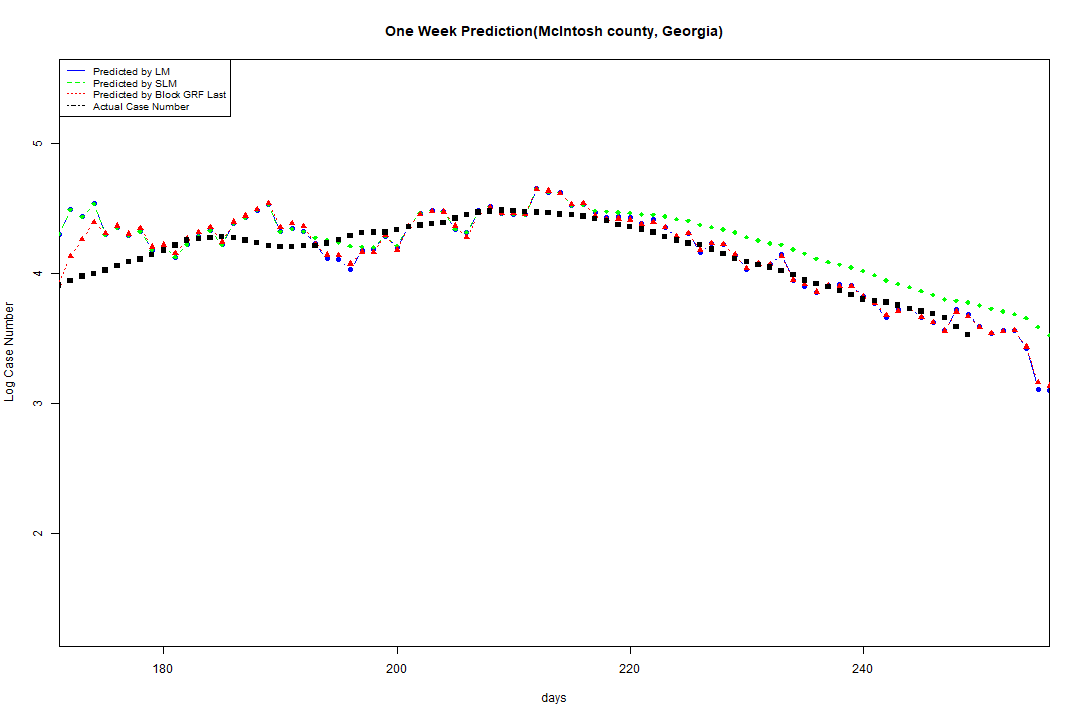 One Week Prediction(McIntosh county, Georgia)
Predicted by LM
Predicted by SLM
Predicted by Block GRF Last
Actual Case Number
5
4
3
2
Log Case Number
180
200
220
240
days